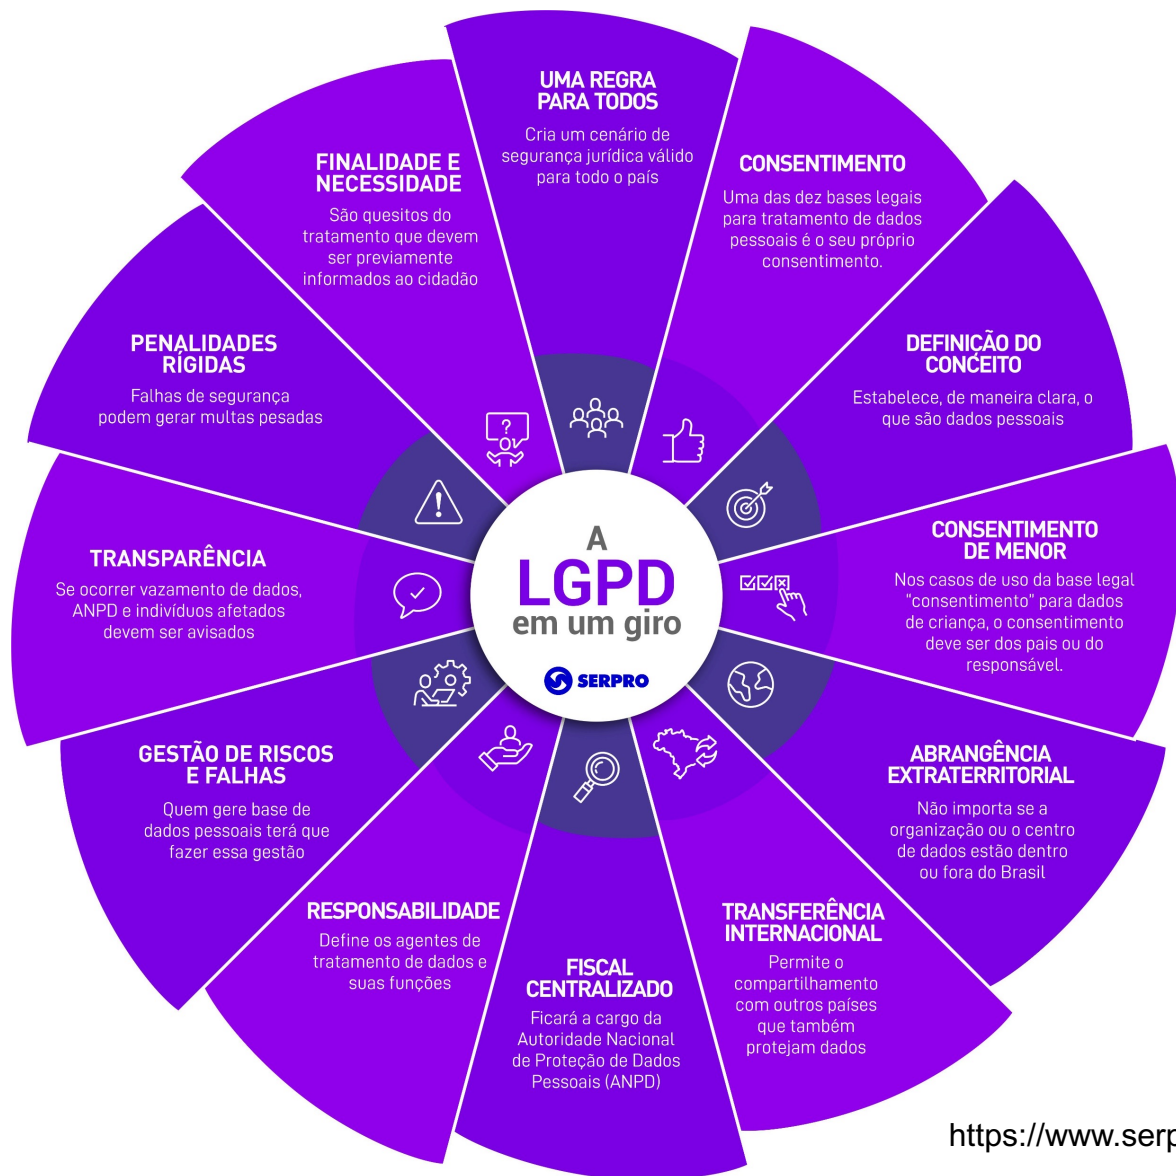 UMA REGRA
PARA TODOS
Cria um cenário de
segurança jurídica válido
para todo o país
CONSENTIMENTO
Uma das dez bases legais
para tratamento de dados
pessoais é o seu próprio
consentimento.
DEFINIÇÃO DO
CONCEITO
Estabelece, de maneira clara, o
que são dados pessoais
CONSENTIMENTO
DE MENOR
Nos casos de uso da base legal
"consentimento" para dados
de criança, o consentimento
deve ser dos pais ou do
responsável.
ABRANGÊNCIA
EXTRATERRITORIAL
Não importa se a
organização ou o centro
de dados estão dentro
ou fora do Brasil
TRANSFERÊNCIA
INTERNACIONAL
Permite o
compartilhamento
com outros países
que também
protejam dados
FISCAL
CENTRALIZADO
Ficará a cargo da
Autoridade Nacional
de Proteção de Dados
Pessoais (ANPD)
RESPONSABILIDADE
Define os agentes de
tratamento de dados e
suas funções
GESTÃO DE RISCOS
E FALHAS
Quem gere base de
dados pessoais terá que
fazer essa gestão
TRANSPARÊNCIA
Se ocorrer vazamento de dados,
ANPD e indivíduos afetados
devem ser avisados
PENALIDADES
RÍGIDAS
Falhas de segurança
podem gerar multas pesadas
FINALIDADE E
NECESSIDADE
São quesitos do
tratamento que devem
ser previamente
informados ao cidadão
A
LGPD
em um giro
SERPRO
https://www.serp